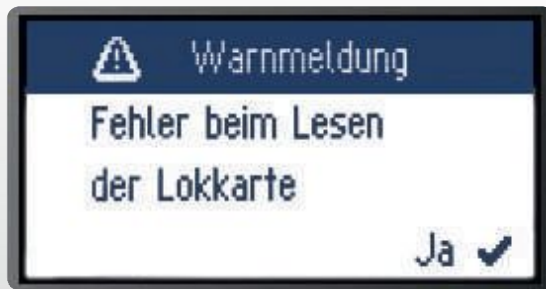 Warnmeldung
Fehler beim Lesen
der Lokkarte
Ja ✔